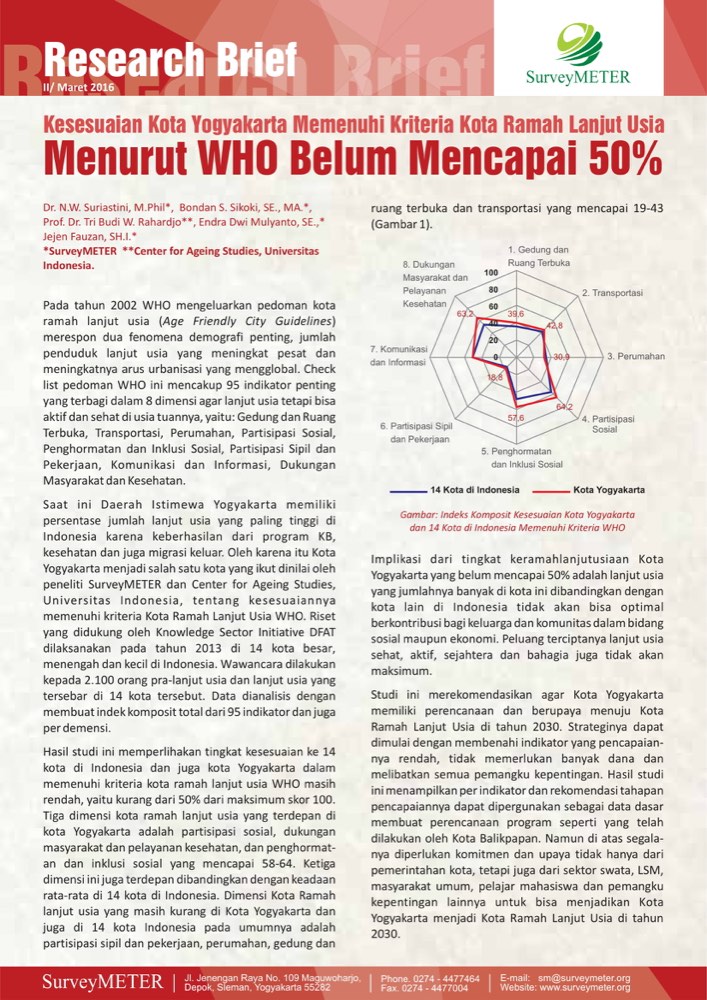 Research Brief
II/ Maret 2016
SurveyMETER
Kesesuaian Kota Yogyakarta Memenuhi Kriteria Kota Ramah Lanjut Usia
Menurut WHO Belum Mencapai 50%
Dr. N.W. Suriastini, M.Phil*, Bondan S. Sikoki, SE., MA.*,
Prof. Dr. Tri Budi W. Rahardjo**, Endra Dwi Mulyanto, SE.,*
Jejen Fauzan, SH.I.*
*SurveyMETER **Center for Ageing Studies, Universitas
Indonesia.
Pada tahun 2002 WHO mengeluarkan pedoman kota
ramah lanjut usia (Age Friendly City Guidelines)
merespon dua fenomena demografi penting, jumlah
penduduk lanjut usia yang meningkat pesat dan
meningkatnya arus urbanisasi yang mengglobal. Check
list pedoman WHO ini mencakup 95 indikator penting
yang terbagi dalam 8 dimensi agar lanjut usia tetapi bisa
aktif dan sehat di usia tuannya, yaitu: Gedung dan Ruang
Terbuka, Transportasi, Perumahan, Partisipasi Sosial,
Penghormatan dan Inklusi Sosial, Partisipasi Sipil dan
Pekerjaan, Komunikasi dan Informasi, Dukungan
Masyarakat dan Kesehatan.
Saat ini Daerah Istimewa Yogyakarta memiliki
persentase jumlah lanjut usia yang paling tinggi di
Indonesia karena keberhasilan dari program KB,
kesehatan dan juga migrasi keluar. Oleh karena itu Kota
Yogyakarta menjadi salah satu kota yang ikut dinilai oleh
peneliti SurveyMETER dan Center for Ageing Studies,
Universitas Indonesia, tentang kesesuaiannya
memenuhi kriteria Kota Ramah Lanjut Usia WHO. Riset
yang didukung oleh Knowledge Sector Initiative DFAT
dilaksanakan pada tahun 2013 di 14 kota besar,
menengah dan kecil di Indonesia. Wawancara dilakukan
kepada 2.100 orang pra-lanjut usia dan lanjut usia yang
tersebar di 14 kota tersebut. Data dianalisis dengan
membuat indek komposit total dari 95 indikator dan juga
per demensi.
Hasil studi ini memperlihakan tingkat kesesuaian ke 14
kota di Indonesia dan juga kota Yogyakarta dalam
memenuhi kriteria kota ramah lanjut usia WHO masih
rendah, yaitu kurang dari 50% dari maksimum skor 100.
Tiga dimensi kota ramah lanjut usia yang terdepan di
kota Yogyakarta adalah partisipasi sosial, dukungan
masyarakat dan pelayanan kesehatan, dan penghormat-
an dan inklusi sosial yang mencapai 58-64. Ketiga
dimensi ini juga terdepan dibandingkan dengan keadaan
rata-rata di 14 kota di Indonesia. Dimensi Kota Ramah
lanjut usia yang masih kurang di Kota Yogyakarta dan
juga di 14 kota Indonesia pada umumnya adalah
partisipasi sipil dan pekerjaan, perumahan, gedung dan
ruang terbuka dan transportasi yang mencapai 19-43
(Gambar 1).
1. Gedung dan
Ruang Terbuka
8. Dukungan
Masyarakat dan
Pelayanan
Kesehatan
100
80
60
40
20
0
2. Transportasi
63,2
39,6
42,8
7. Komunikasi
dan Informasi
30,9
3. Perumahan
18,8
64,2
57,6
6. Partisipasi Sipil
dan Pekerjaan
4. Partisipasi
Sosial
5. Penghormatan
dan Inklusi Sosial
14 Kota di Indonesia
Kota Yogyakarta
Gambar: Indeks Komposit Kesesuaian Kota Yogyakarta
dan 14 Kota di Indonesia Memenuhi Kriteria WHO
Implikasi dari tingkat keramahlanjutusiaan Kota
Yogyakarta yang belum mencapai 50% adalah lanjut usia
yang jumlahnya banyak di kota ini dibandingkan dengan
kota lain di Indonesia tidak akan bisa optimal
berkontribusi bagi keluarga dan komunitas dalam bidang
sosial maupun ekonomi. Peluang terciptanya lanjut usia
sehat, aktif, sejahtera dan bahagia juga tidak akan
maksimum.
Studi ini merekomendasikan agar Kota Yogyakarta
memiliki perencanaan dan berupaya menuju Kota
Ramah Lanjut Usia di tahun 2030. Strateginya dapat
dimulai dengan membenahi indikator yang pencapaian-
nya rendah, tidak memerlukan banyak dana dan
melibatkan semua pemangku kepentingan. Hasil studi
ini menampilkan per indikator dan rekomendasi tahapan
pencapaiannya dapat dipergunakan sebagai data dasar
membuat perencanaan program seperti yang telah
dilakukan oleh Kota Balikpapan. Namun di atas segala-
nya diperlukan komitmen dan upaya tidak hanya dari
pemerintahan kota, tetapi juga dari sektor swata, LSM,
masyarakat umum, pelajar mahasiswa dan pemangku
kepentingan lainnya untuk bisa menjadikan Kota
Yogyakarta menjadi Kota Ramah Lanjut Usia di tahun
2030.
SurveyMETER
Jl. Jenengan Raya No. 109 Maguwoharjo,
Depok, Sleman, Yogyakarta 55282
Phone. 0274 - 4477464
Fax. 0274 - 4477004
E-mail: sm@surveymeter.org
Website: www.surveymeter.org